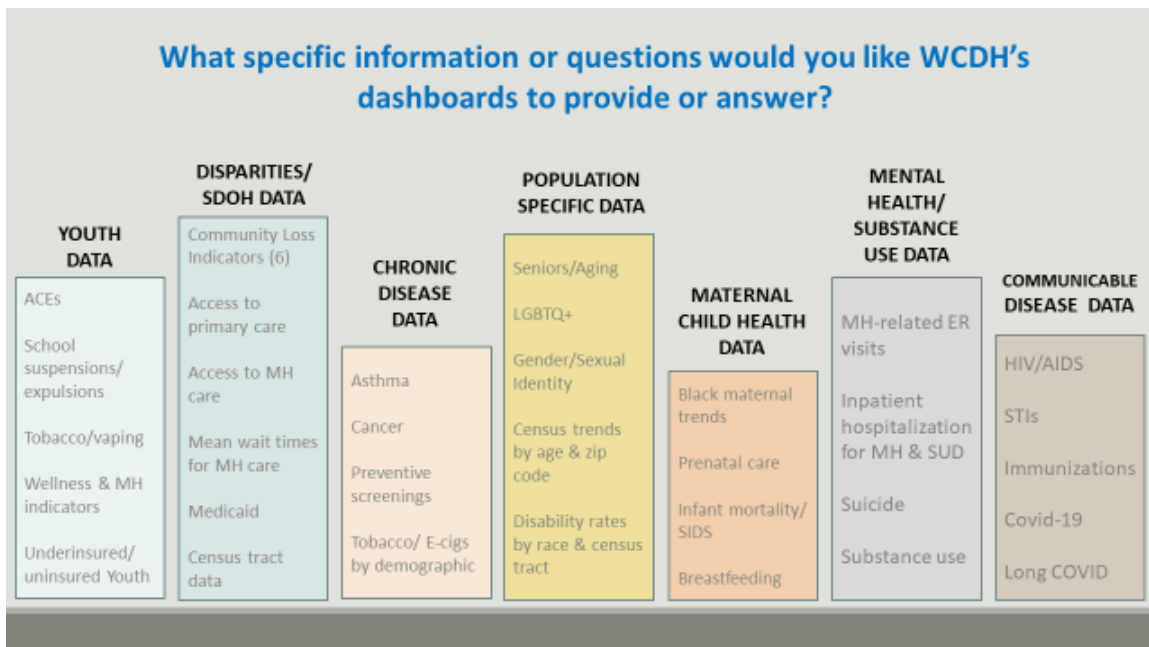 What specific information or questions would you like WCDH's
dashboards to provide or answer?
YOUTH
DATA
ACEs
School
suspensions/
expulsions
Tobacco/vaping
Wellness & MH
indicators
Underinsured/
uninsured Youth
DISPARITIES/
SDOH DATA
Community Loss
Indicators (6)
Access to
primary care
Access to MH
care
Mean wait times
for MH care
Medicaid
Census tract
data
CHRONIC
DISEASE
DATA
Asthma
Cancer
Preventive
screenings
Tobacco/ E-cigs
by demographic
POPULATION
SPECIFIC DATA
Seniors/Aging
LGBTQ+
Gender/Sexual
Identity
Census trends
by age & zip
code
Disability rates
by race & census
tract
MATERNAL
CHILD HEALTH
DATA
Black maternal
trends
Prenatal care
Infant mortality/
SIDS
Breastfeeding
MENTAL
HEALTH/
SUBSTANCE
USE DATA
MH-related ER
visits
Inpatient
hospitalization
for MH & SUD
Suicide
Substance use
COMMUNICABLE
DISEASE DATA
HIV/AIDS
STIs
Immunizations
Covid-19
Long COVID